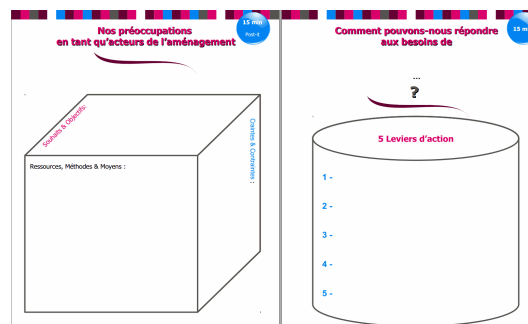 Nos préoccupations
en tant qu'acteurs de l'aménagement
15 min
Post-it
Souhaits & Objectifs:
Craintes & Contraintes :
Ressources, Méthodes & Moyens :
Comment pouvons-nous répondre
aux besoins de
15 m
...
?
5 Leviers d'action
1 -
2 -
3 -
4 -
5 -